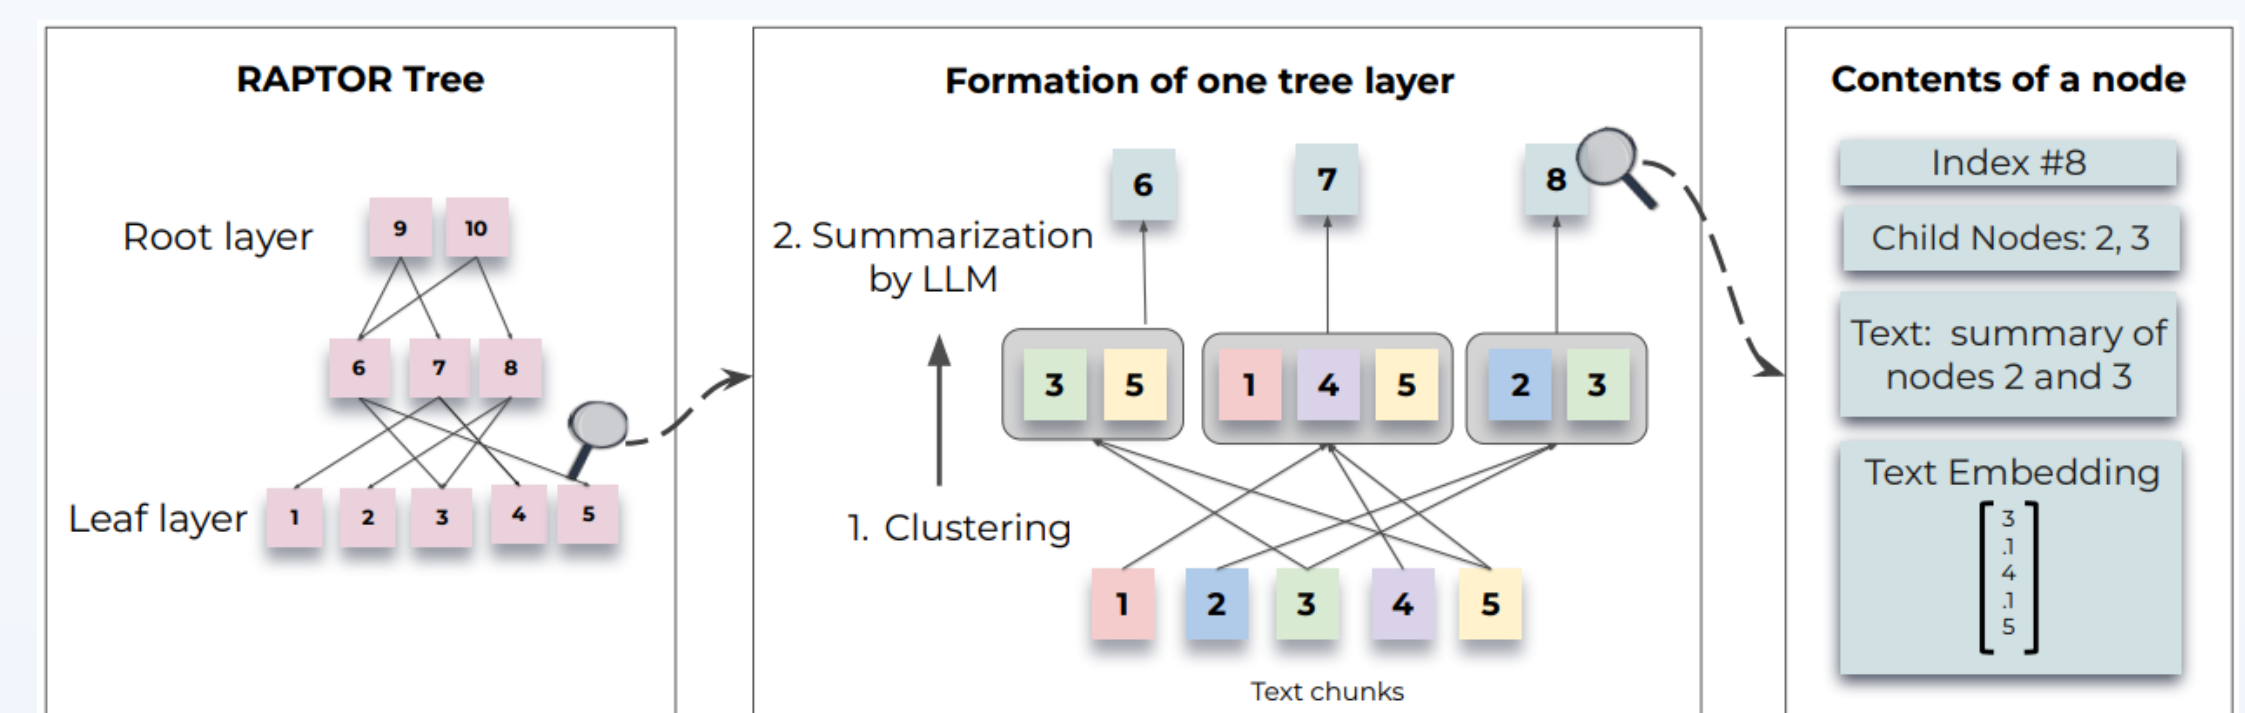 RAPTOR Tree
Root layer
9 10
6 7 8
Leaf layer
1 2 3 4 5
Formation of one tree layer
6 7 8
2. Summarization
by LLM
3 5 1 4 5 2 3
1. Clustering
1 2 3 4 5
Text chunks
Contents of a node
Index #8
Child Nodes: 2, 3
Text: summary of
nodes 2 and 3
Text Embedding
3
.1
4
.1
5